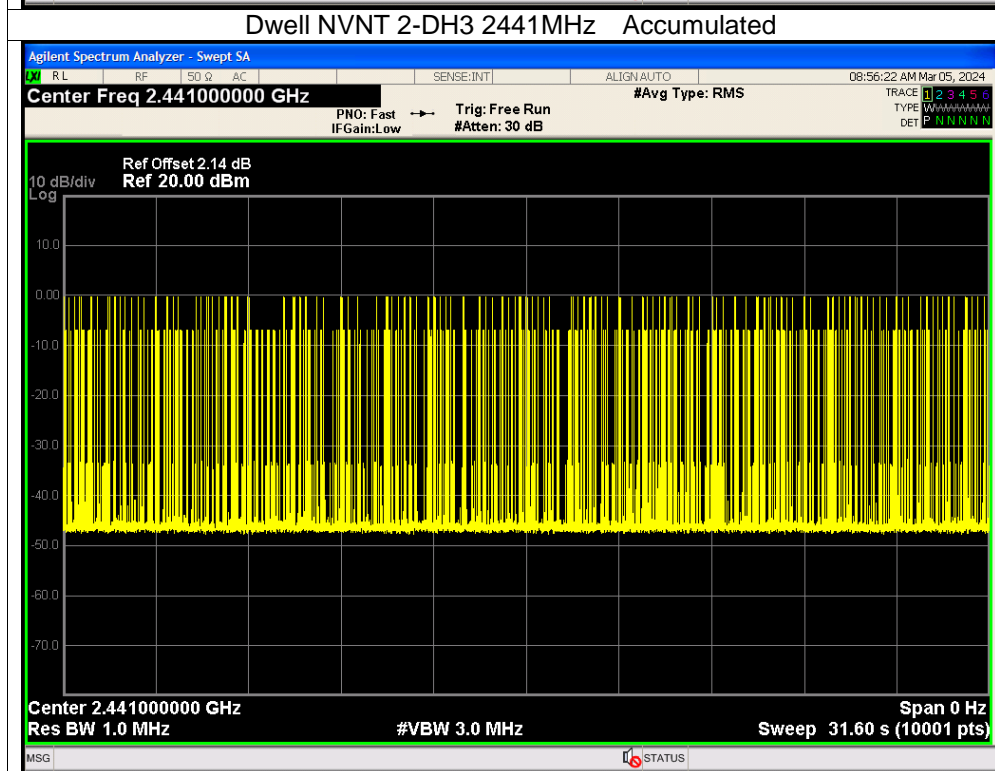 Dwell NVNT 2-DH3 2441MHz Accumulated
Agilent Spectrum Analyzer - Swept SA
LXI RL RF 50 Ω AC SENSE:INT ALIGN AUTO 08:56:22 AM Mar 05, 2024
Center Freq 2.441000000 GHz #Avg Type: RMS TRACE 1 2 3 4 5 6
PNO: Fast Trig: Free Run TYPE WWWWWW
IFGain:Low #Atten: 30 dB DET P N N N N N
Ref Offset 2.14 dB
10 dB/div Ref 20.00 dBm
Log
10.0
0.00
-10.0
-20.0
-30.0
-40.0
-50.0
-60.0
-70.0
Center 2.441000000 GHz Span 0 Hz
Res BW 1.0 MHz #VBW 3.0 MHz Sweep 31.60 s (10001 pts)
MSG STATUS